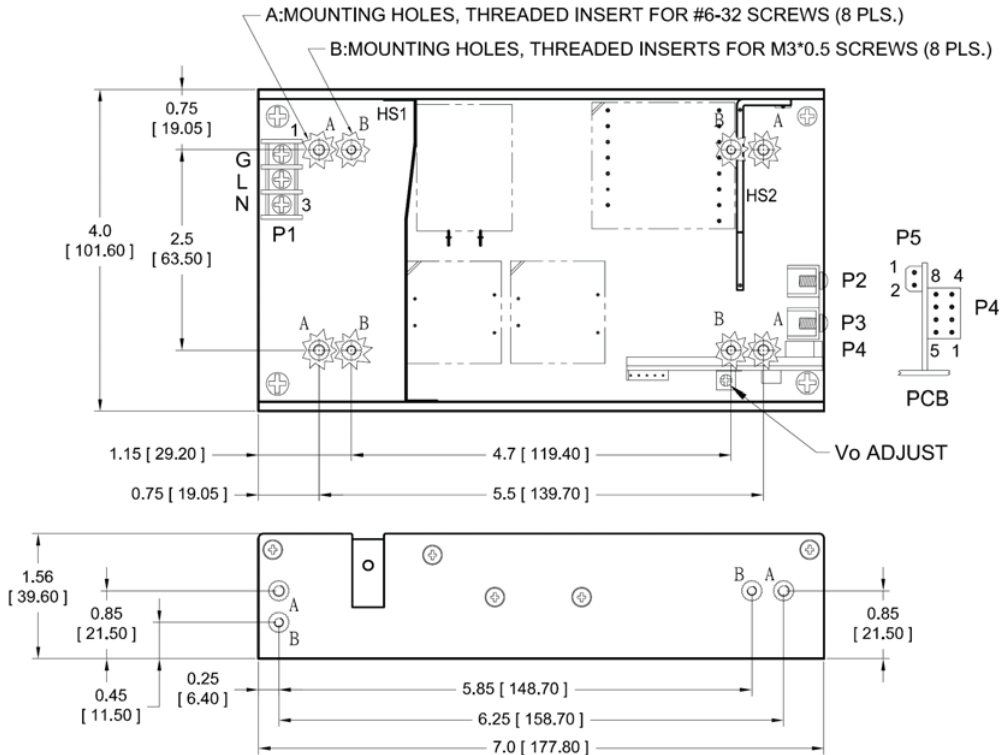 A:MOUNTING HOLES, THREADED INSERT FOR #6-32 SCREWS (8 PLS.)
B:MOUNTING HOLES, THREADED INSERTS FOR M3*0.5 SCREWS (8 PLS.)
0.75
[ 19.05 ]
4.0
[ 101.60 ]
2.5
[ 63.50 ]
HS1
1
A
B
B
A
G
L
N
3
P1
HS2
P2
P3
P4
A
B
B
A
P5
1
2
8
4
P4
5
1
PCB
Vo ADJUST
1.15 [ 29.20 ]
4.7 [ 119.40 ]
0.75 [ 19.05 ]
5.5 [ 139.70 ]
1.56
[ 39.60 ]
0.85
[ 21.50 ]
0.45
[ 11.50 ]
A
B
B
A
0.85
[ 21.50 ]
0.25
[ 6.40 ]
5.85 [ 148.70 ]
6.25 [ 158.70 ]
7.0 [ 177.80 ]